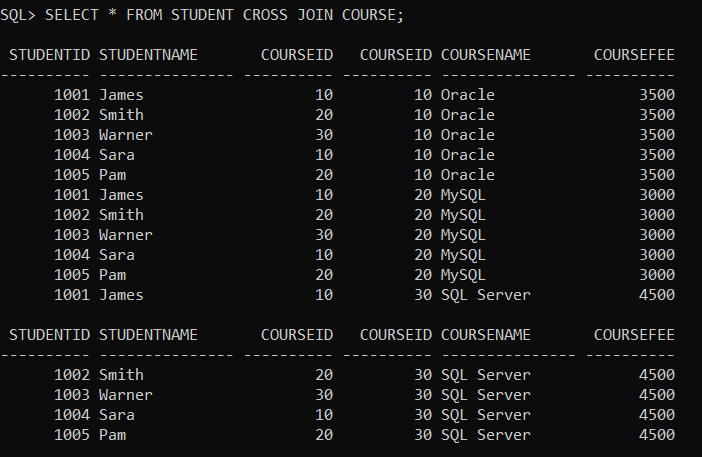 SQL> SELECT * FROM STUDENT CROSS JOIN COURSE;
STUDENTID STUDENTNAME COURSEID COURSEID COURSENAME COURSEFEE
---------- --------------- ---------- ---------- --------------- ----------
1001 James 10 10 Oracle 3500
1002 Smith 20 10 Oracle 3500
1003 Warner 30 10 Oracle 3500
1004 Sara 10 10 Oracle 3500
1005 Pam 20 10 Oracle 3500
1001 James 10 20 MySQL 3000
1002 Smith 20 20 MySQL 3000
1003 Warner 30 20 MySQL 3000
1004 Sara 10 20 MySQL 3000
1005 Pam 20 20 MySQL 3000
1001 James 10 30 SQL Server 4500
STUDENTID STUDENTNAME COURSEID COURSEID COURSENAME COURSEFEE
---------- --------------- ---------- ---------- --------------- ----------
1002 Smith 20 30 SQL Server 4500
1003 Warner 30 30 SQL Server 4500
1004 Sara 10 30 SQL Server 4500
1005 Pam 20 30 SQL Server 4500